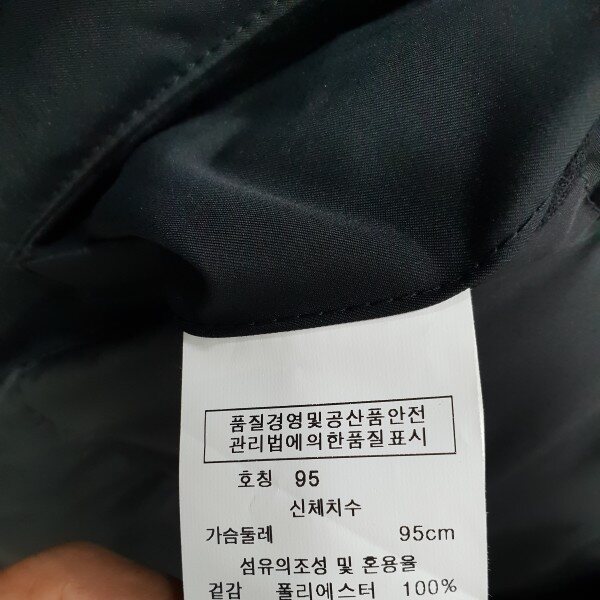 품질경영및공산품안전
관리법에의한품질표시
호칭 95
신체치수
가슴둘레 95cm
섬유의조성 및 혼용율
겉감 폴리에스터 100%